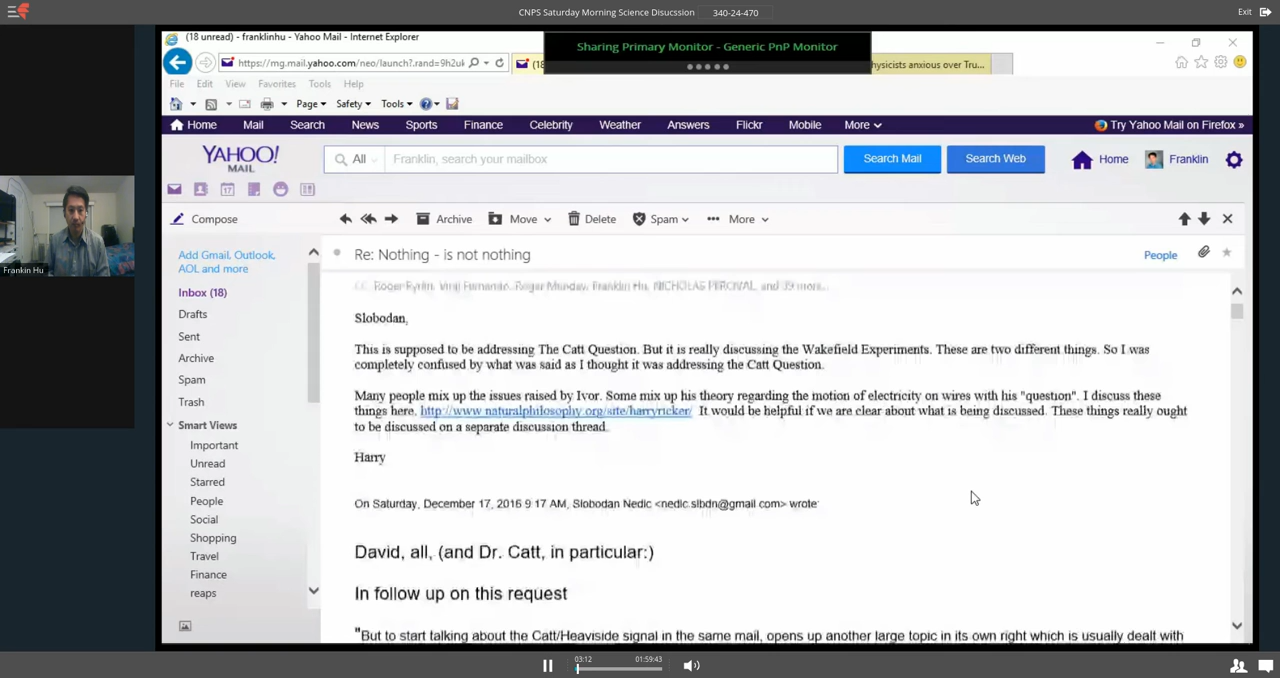 CNPS Saturday Morning Science Disucssion 340-24-470 Exit
(18 unread) - franklinhu - Yahoo Mail - Internet Explorer
Sharing Primary Monitor - Generic PnP Monitor
https://mg.mail.yahoo.com/neo/launch?.rand=9h2uk
(18
hysicists anxious over Tru...
File Edit View Favorites Tools Help
Page Safety Tools
Home Mail Search News Sports Finance Celebrity Weather Answers Flickr Mobile More Try Yahoo Mail on Firefox »
YAHOO! MAIL
All Franklin, search your mailbox Search Mail Search Web Home Franklin
17
Compose Archive Move Delete Spam More
Add Gmail, Outlook,
AOL and more
Inbox (18)
Drafts
Sent
Archive
Spam
Trash
Smart Views
Important
Unread
Starred
People
Social
Shopping
Travel
Finance
reaps
Re: Nothing - is not nothing People
Roger Munday, Franklin Hu, NICHOLAS PERCIVAL, and 39 more...
Slobodan,
This is supposed to be addressing The Catt Question. But it is really discussing the Wakefield Experiments. These are two different things. So I was
completely confused by what was said as I thought it was addressing the Catt Question.
Many people mix up the issues raised by Ivor. Some mix up his theory regarding the motion of electricity on wires with his "question". I discuss these
things here. http://www.naturalphilosophy.org/site/harryricker/ It would be helpful if we are clear about what is being discussed. These things really ought
to be discussed on a separate discussion thread.
Harry
On Saturday, December 17, 2016 9:17 AM, Slobodan Nedic <nedic.slbdn@gmail.com> wrote:
David, all, (and Dr. Catt, in particular:)
In follow up on this request
"But to start talking about the Catt/Heaviside signal in the same mail, opens up another large topic in its own right which is usually dealt with
Frankin Hu
03:12 01:59:43